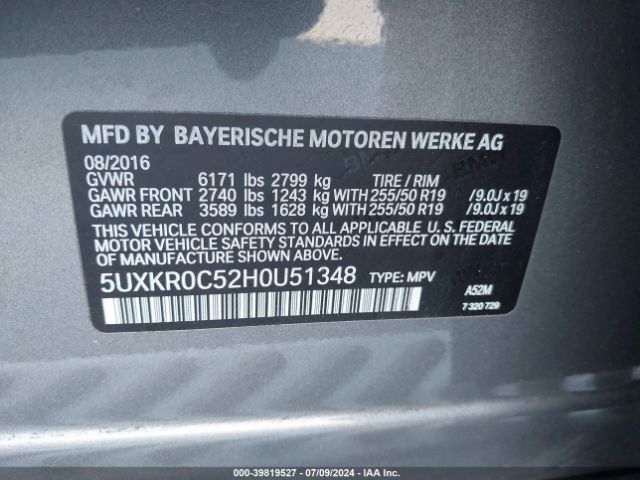 MFD BY BAYERISCHE MOTOREN WERKE AG
08/2016
GVWR 6171 lbs 2799 kg TIRE / RIM
GAWR FRONT 2740 lbs 1243 kg WITH 255/50 R19 /9.0J x 19
GAWR REAR 3589 lbs 1628 kg WITH 255/50 R19 /9.0J x 19
THIS VEHICLE CONFORMS TO ALL APPLICABLE U. S. FEDERAL
MOTOR VEHICLE SAFETY STANDARDS IN EFFECT ON THE DATE OF
MANUFACTURE SHOWN ABOVE.
5UXKR0C52H0U51348 TYPE: MPV
A52M
7 320 729
000-39819527 / 07/09/2024 - IAA Inc.